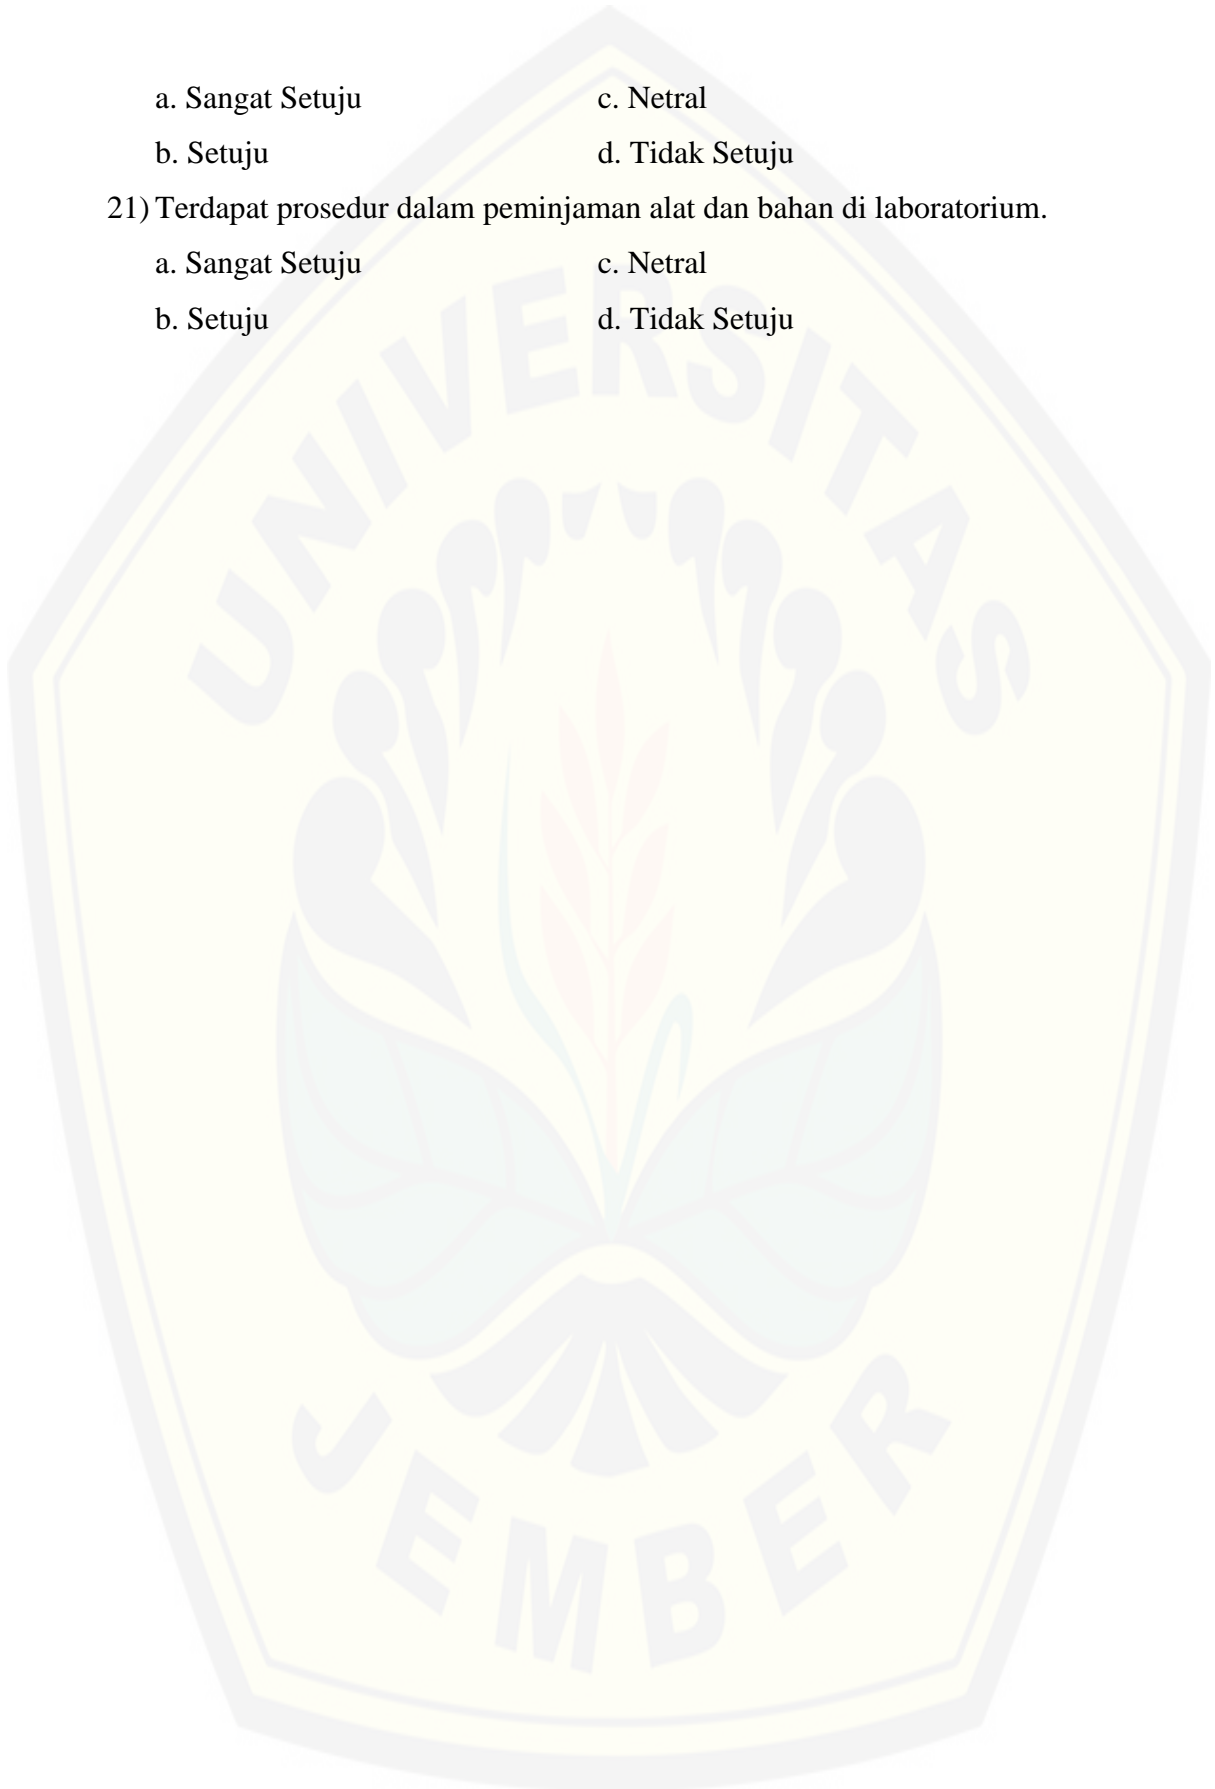 a. Sangat Setuju c. Netral
b. Setuju d. Tidak Setuju
21) Terdapat prosedur dalam peminjaman alat dan bahan di laboratorium.
a. Sangat Setuju c. Netral
b. Setuju d. Tidak Setuju
UNIVERSITAS
JEMBER